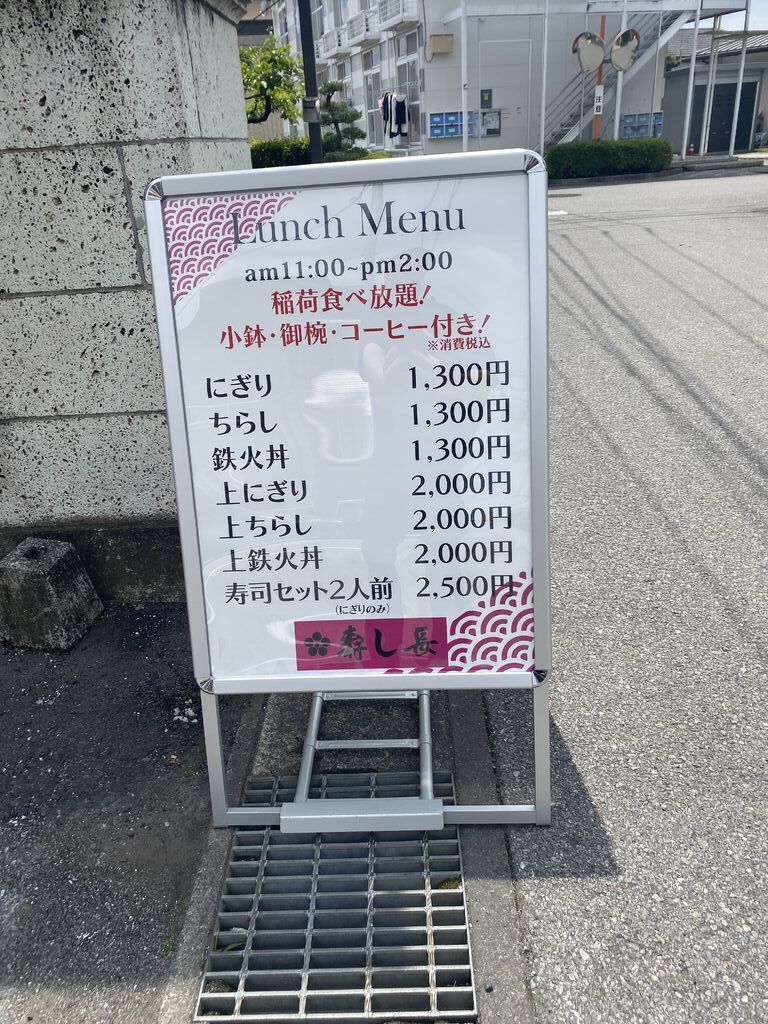 Lunch Menu
am11:00~pm2:00
稲荷食べ放題!
小鉢・御椀・コーヒー付き!
※消費税込
にぎり 1,300円
ちらし 1,300円
鉄火丼 1,300円
上にぎり 2,000円
上ちらし 2,000円
上鉄火丼 2,000円
寿司セット2人前 2,500円
(にぎりのみ)
寿し長
注意